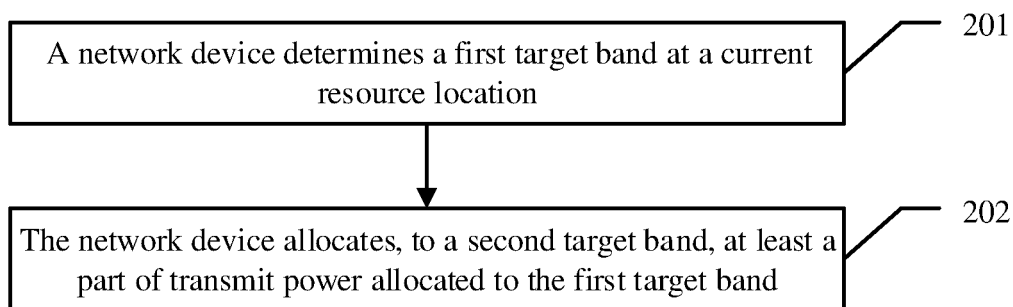 201
A network device determines a first target band at a current
resource location
202
The network device allocates, to a second target band, at least a
part of transmit power allocated to the first target band